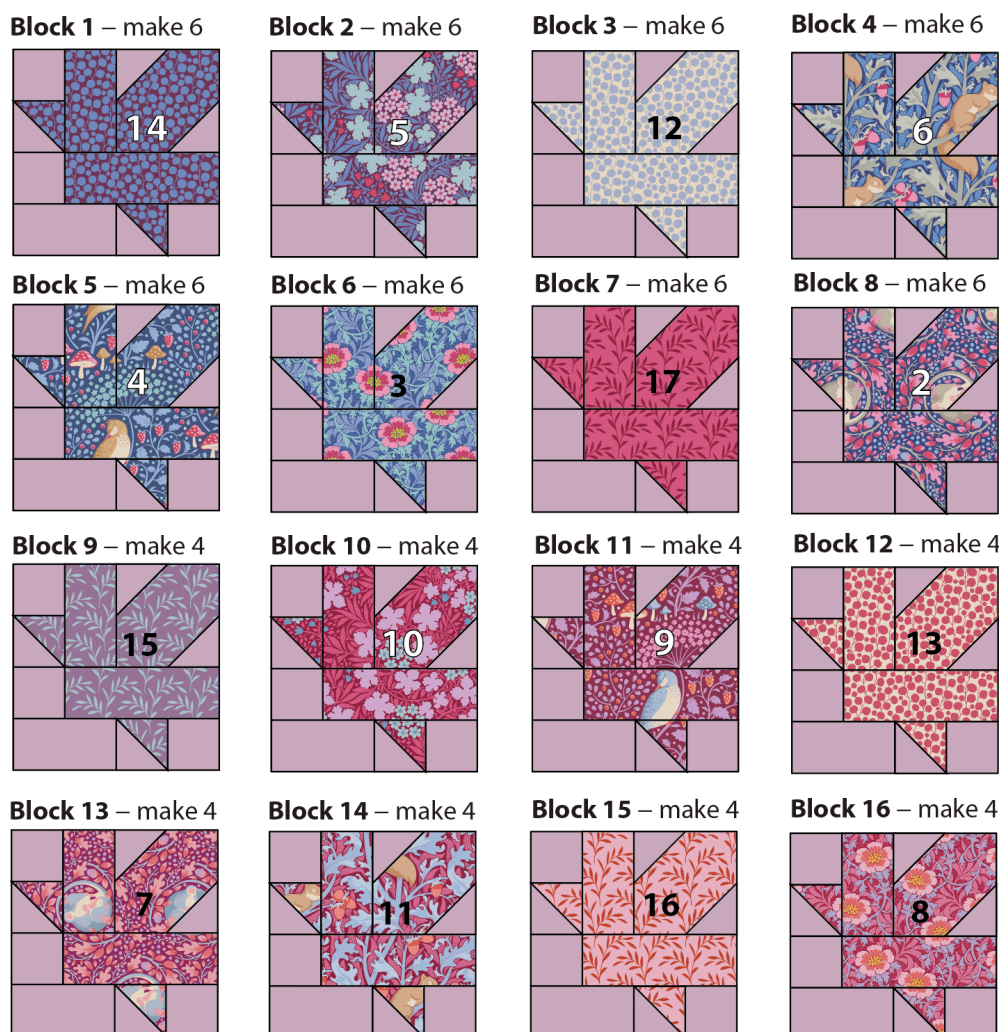 Block 1 – make 6
Block 2 – make 6
Block 3 – make 6
Block 4 – make 6
14
5
12
6
Block 5 – make 6
Block 6 – make 6
Block 7 – make 6
Block 8 – make 6
4
3
17
2
Block 9 – make 4
Block 10 – make 4
Block 11 – make 4
Block 12 – make 4
15
10
9
13
Block 13 – make 4
Block 14 – make 4
Block 15 – make 4
Block 16 – make 4
7
11
16
8